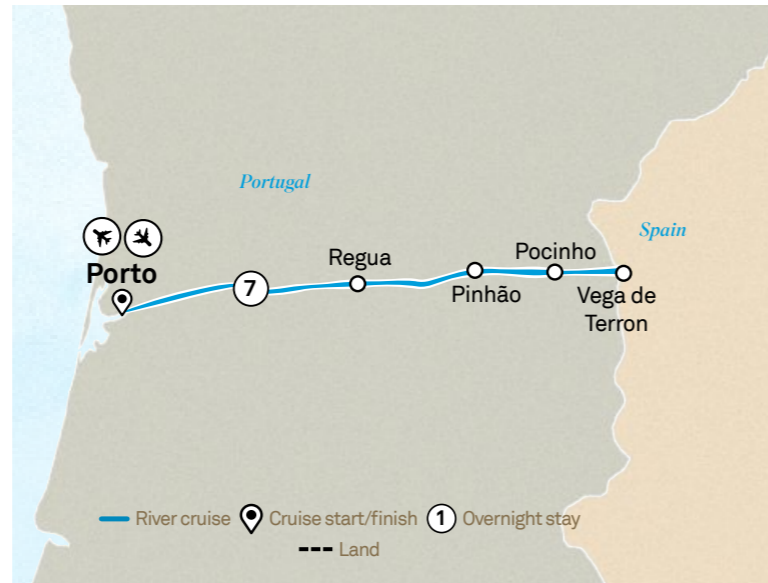 Portugal
Spain
Porto
Regua
Pocinho
7
Pinhão
Vega de
Terron
River cruise
Cruise start/finish
1 Overnight stay
Land